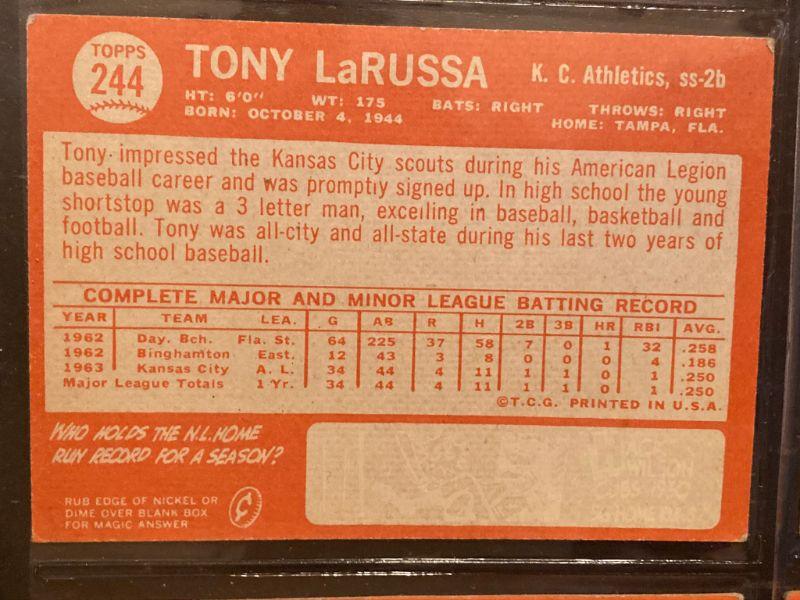 TOPPS
244
TONY LaRUSSA K. C. Athletics, ss-2b
HT: 6'0" WT: 175 BATS: RIGHT THROWS: RIGHT
BORN: OCTOBER 4, 1944 HOME: TAMPA, FLA.
Tony impressed the Kansas City scouts during his American Legion
baseball career and was promptly signed up. In high school the young
shortstop was a 3 letter man, excelling in baseball, basketball and
football. Tony was all-city and all-state during his last two years of
high school baseball.
COMPLETE MAJOR AND MINOR LEAGUE BATTING RECORD
YEAR TEAM LEA. G AB R H 2B 3B HR RBI AVG.
1962 Day. Bch. Fla. St. 64 225 37 58 7 0 1 32 .258
1962 Binghamton East. 12 43 3 8 0 0 0 4 .186
1963 Kansas City A. L. 34 44 4 11 1 1 0 1 .250
Major League Totals 1 Yr. 34 44 4 11 1 1 0 1 .250
©T.C.G. PRINTED IN U.S.A.
WHO HOLDS THE N.L. HOME
RUN RECORD FOR A SEASON?
RUB EDGE OF NICKEL OR
DIME OVER BLANK BOX
FOR MAGIC ANSWER
WILSON